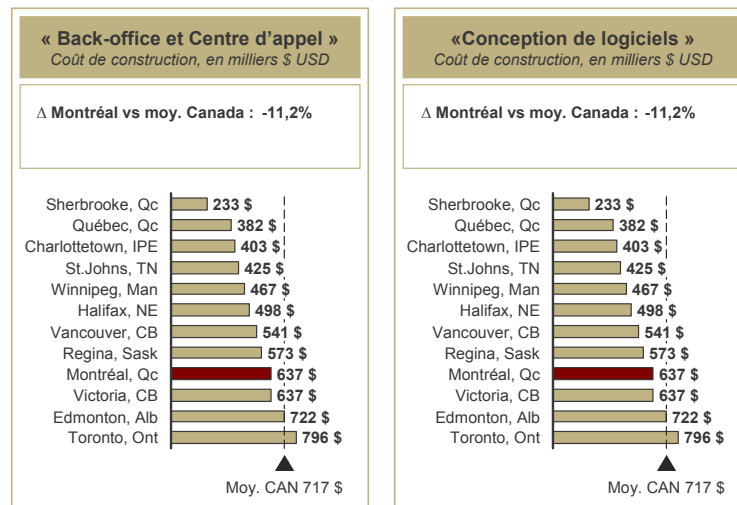 « Back-office et Centre d’appel »
Coût de construction, en milliers $ USD
∆ Montréal vs moy. Canada : -11,2%
Sherbrooke, Qc 233 $
Québec, Qc 382 $
Charlottetown, IPE 403 $
St.Johns, TN 425 $
Winnipeg, Man 467 $
Halifax, NE 498 $
Vancouver, CB 541 $
Regina, Sask 573 $
Montréal, Qc 637 $
Victoria, CB 637 $
Edmonton, Alb 722 $
Toronto, Ont 796 $
Moy. CAN 717 $
«Conception de logiciels »
Coût de construction, en milliers $ USD
∆ Montréal vs moy. Canada : -11,2%
Sherbrooke, Qc 233 $
Québec, Qc 382 $
Charlottetown, IPE 403 $
St.Johns, TN 425 $
Winnipeg, Man 467 $
Halifax, NE 498 $
Vancouver, CB 541 $
Regina, Sask 573 $
Montréal, Qc 637 $
Victoria, CB 637 $
Edmonton, Alb 722 $
Toronto, Ont 796 $
Moy. CAN 717 $